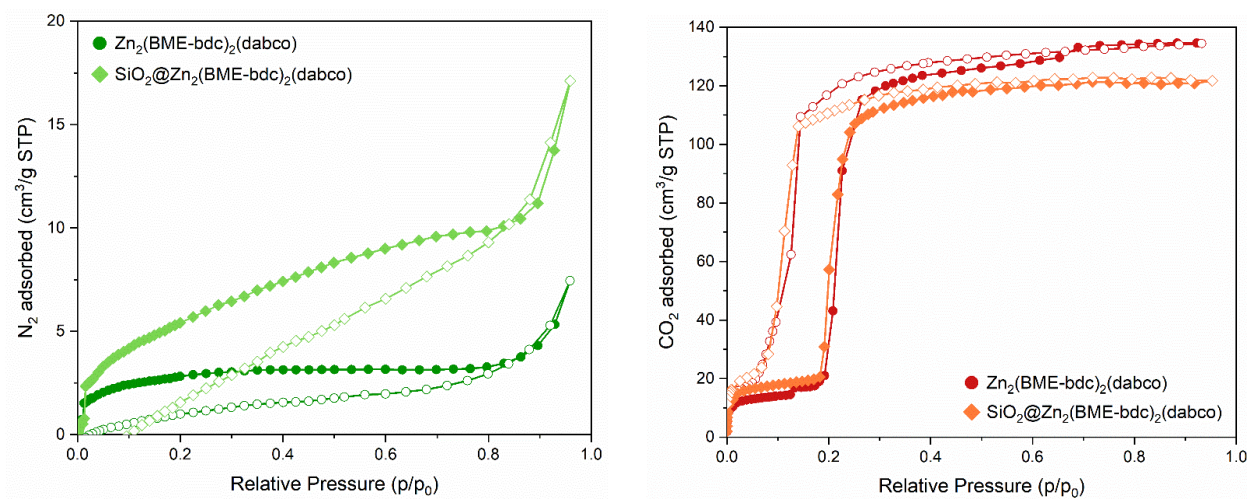 Zn₂(BME-bdc)₂(dabco)
SiO₂@Zn₂(BME-bdc)₂(dabco)
N₂ adsorbed (cm³/g STP)
20
15
10
5
0
0.0 0.2 0.4 0.6 0.8 1.0
Relative Pressure (p/p₀)
CO₂ adsorbed (cm³/g STP)
140
120
100
80
60
40
20
0
Zn₂(BME-bdc)₂(dabco)
SiO₂@Zn₂(BME-bdc)₂(dabco)
0.0 0.2 0.4 0.6 0.8 1.0
Relative Pressure (p/p₀)